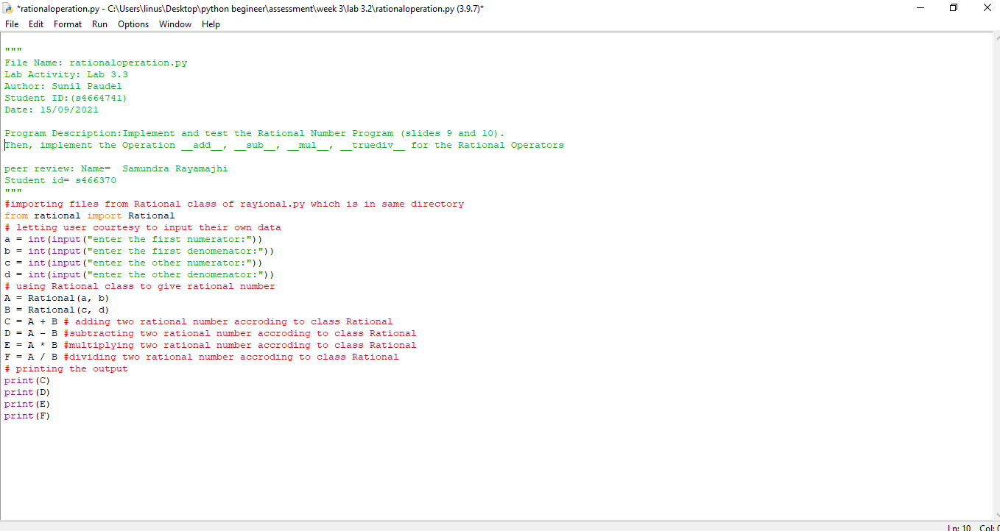 *rationaloperation.py - C:\Users\linus\Desktop\python begineer\assessment\week 3\lab 3.2\rationaloperation.py (3.9.7)*
File Edit Format Run Options Window Help
"""
File Name: rationaloperation.py
Lab Activity: Lab 3.3
Author: Sunil Paudel
Student ID:(s4664741)
Date: 15/09/2021
Program Description:Implement and test the Rational Number Program (slides 9 and 10).
Then, implement the Operation __add__, __sub__, __mul__, __truediv__ for the Rational Operators
peer review: Name=  Samundra Rayamajhi
Student id= s466370
"""
#importing files from Rational class of rayional.py which is in same directory
from rational import Rational
# letting user courtesy to input their own data
a = int(input("enter the first numerator:"))
b = int(input("enter the first denomenator:"))
c = int(input("enter the other numerator:"))
d = int(input("enter the other denomenator:"))
# using Rational class to give rational number
A = Rational(a, b)
B = Rational(c, d)
C = A + B # adding two rational number accroding to class Rational
D = A - B #subtracting two rational number accroding to class Rational
E = A * B #multiplying two rational number accroding to class Rational
F = A / B #dividing two rational number accroding to class Rational
# printing the output
print(C)
print(D)
print(E)
print(F)
Ln: 10 Col: